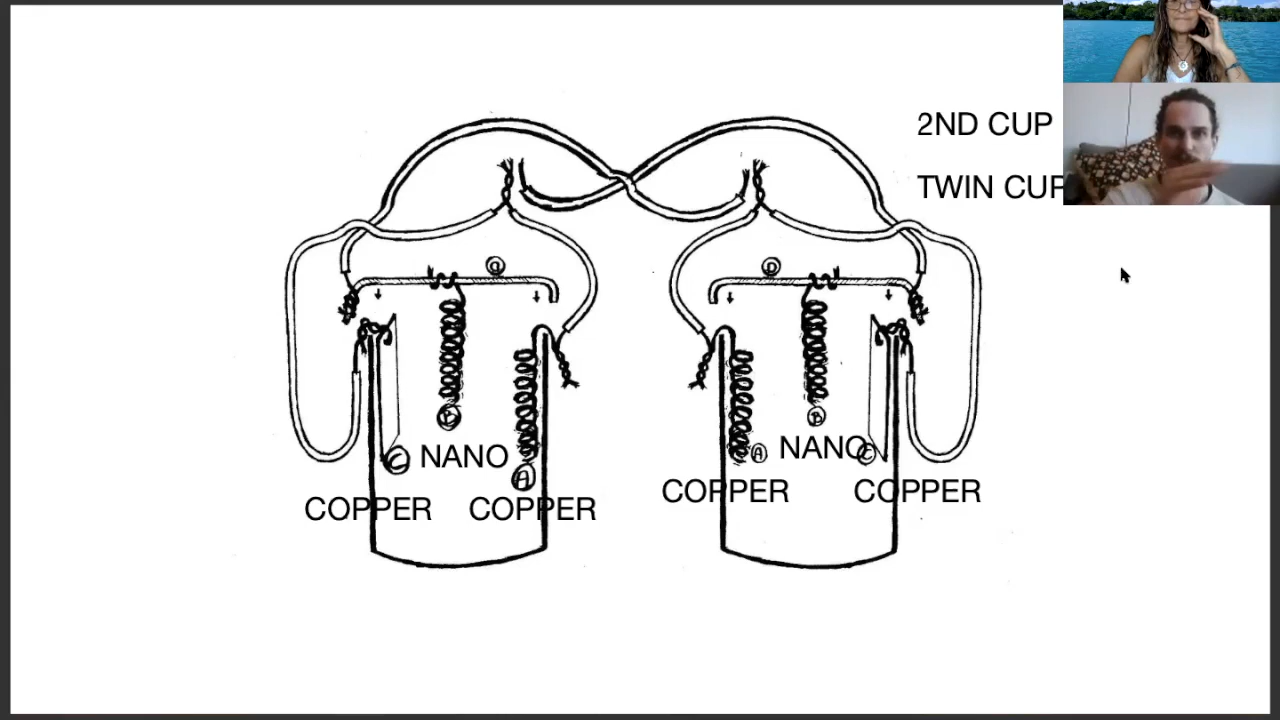 2ND CUP
TWIN CUP
D
D
B
B
NANO
NANO
C
A
A
C
COPPER
COPPER
COPPER
COPPER